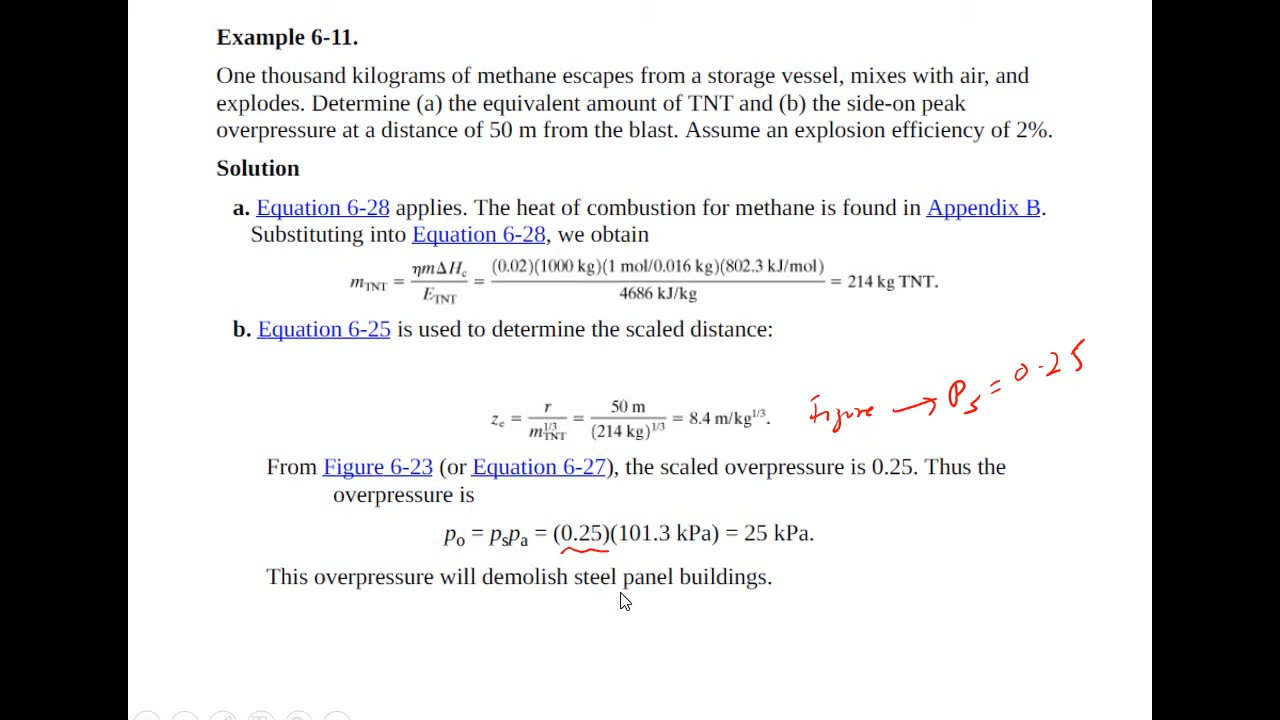 Example 6-11.
One thousand kilograms of methane escapes from a storage vessel, mixes with air, and
explodes. Determine (a) the equivalent amount of TNT and (b) the side-on peak
overpressure at a distance of 50 m from the blast. Assume an explosion efficiency of 2%.
Solution
a. Equation 6-28 applies. The heat of combustion for methane is found in Appendix B.
Substituting into Equation 6-28, we obtain
m_TNT = ηmΔH_c / E_TNT = (0.02)(1000 kg)(1 mol/0.016 kg)(802.3 kJ/mol) / 4686 kJ/kg = 214 kg TNT.
b. Equation 6-25 is used to determine the scaled distance:
z_e = r / m_TNT^1/3 = 50 m / (214 kg)^1/3 = 8.4 m/kg^1/3.
Figure → P_s = 0.25
From Figure 6-23 (or Equation 6-27), the scaled overpressure is 0.25. Thus the
overpressure is
p_o = p_s p_a = (0.25)(101.3 kPa) = 25 kPa.
This overpressure will demolish steel panel buildings.